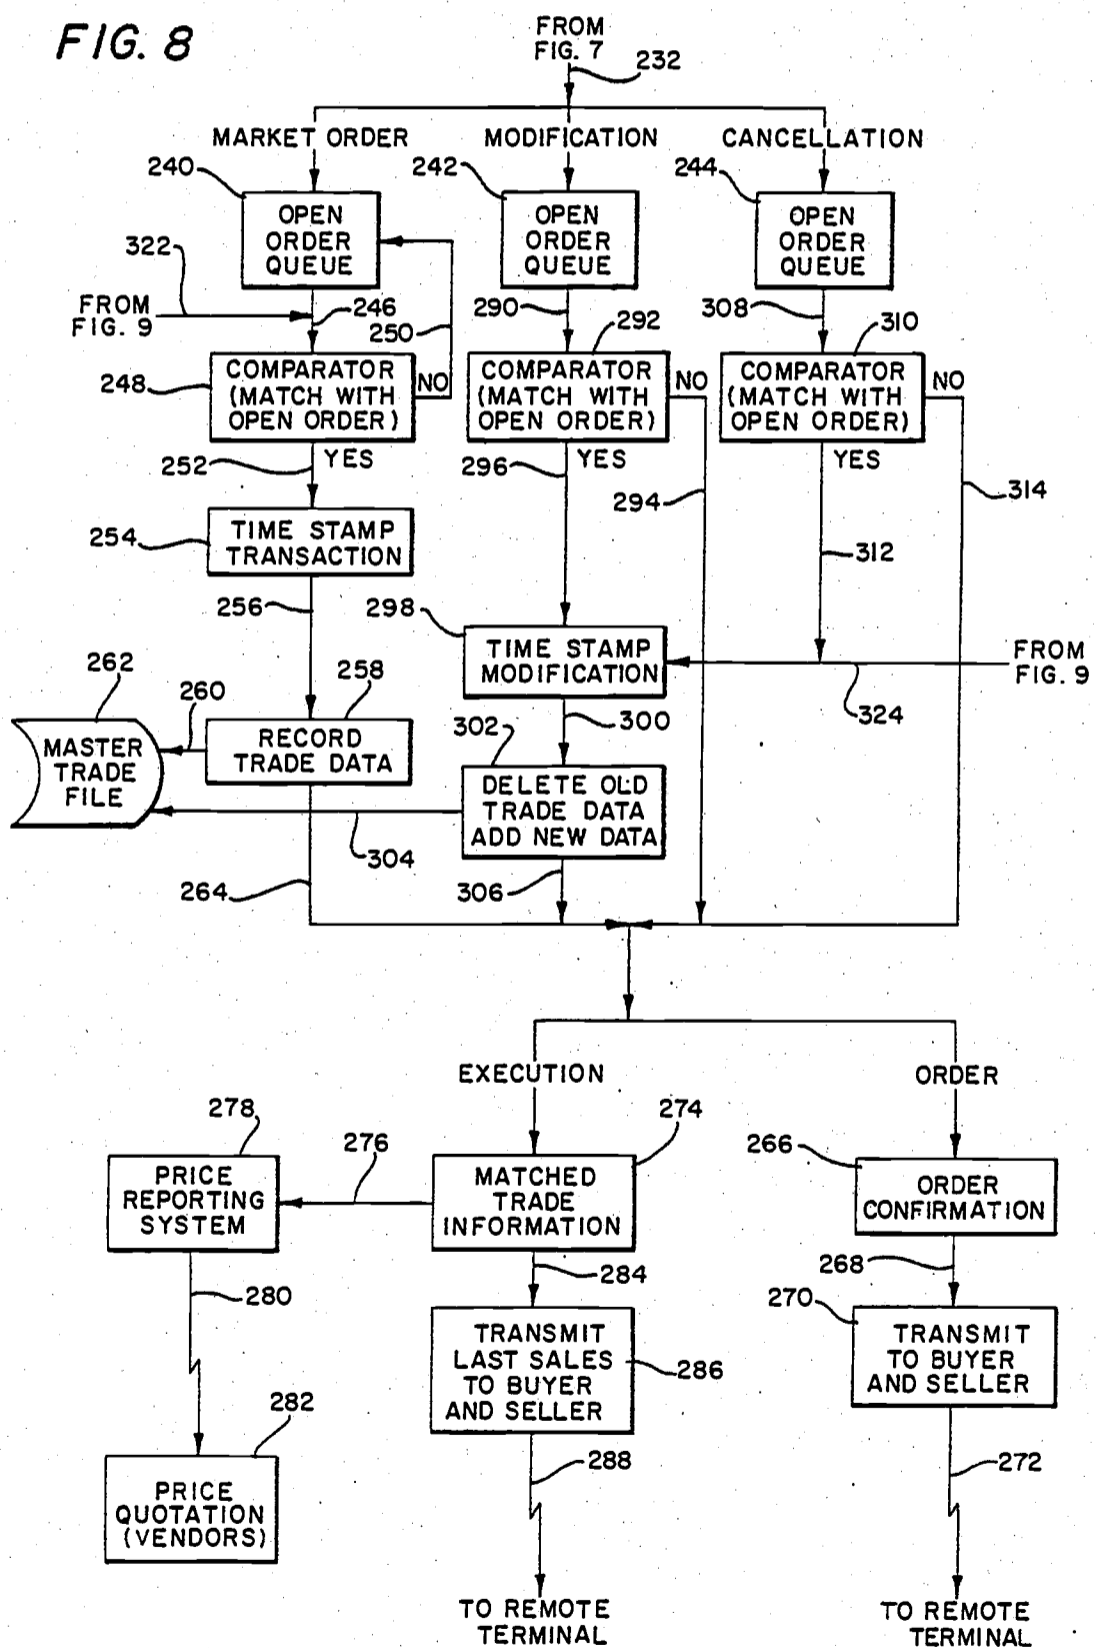 FIG. 8
FROM
FIG. 7
232
MARKET ORDER
MODIFICATION
CANCELLATION
240
242
244
OPEN
ORDER
QUEUE
OPEN
ORDER
QUEUE
OPEN
ORDER
QUEUE
322
FROM
FIG. 9
246
250
290
292
308
310
248
COMPARATOR
(MATCH WITH
OPEN ORDER)
NO
COMPARATOR
(MATCH WITH
OPEN ORDER)
NO
COMPARATOR
(MATCH WITH
OPEN ORDER)
NO
252
YES
296
YES
294
YES
314
254
TIME STAMP
TRANSACTION
312
256
298
TIME STAMP
MODIFICATION
FROM
FIG. 9
324
262
260
258
MASTER
TRADE
FILE
RECORD
TRADE DATA
300
302
DELETE OLD
TRADE DATA
ADD NEW DATA
304
264
306
EXECUTION
ORDER
278
276
274
266
PRICE
REPORTING
SYSTEM
MATCHED
TRADE
INFORMATION
ORDER
CONFIRMATION
280
284
268
270
TRANSMIT
LAST SALES
TO BUYER
AND SELLER
286
TRANSMIT
TO BUYER
AND SELLER
282
288
272
PRICE
QUOTATION
(VENDORS)
TO REMOTE
TERMINAL
TO REMOTE
TERMINAL